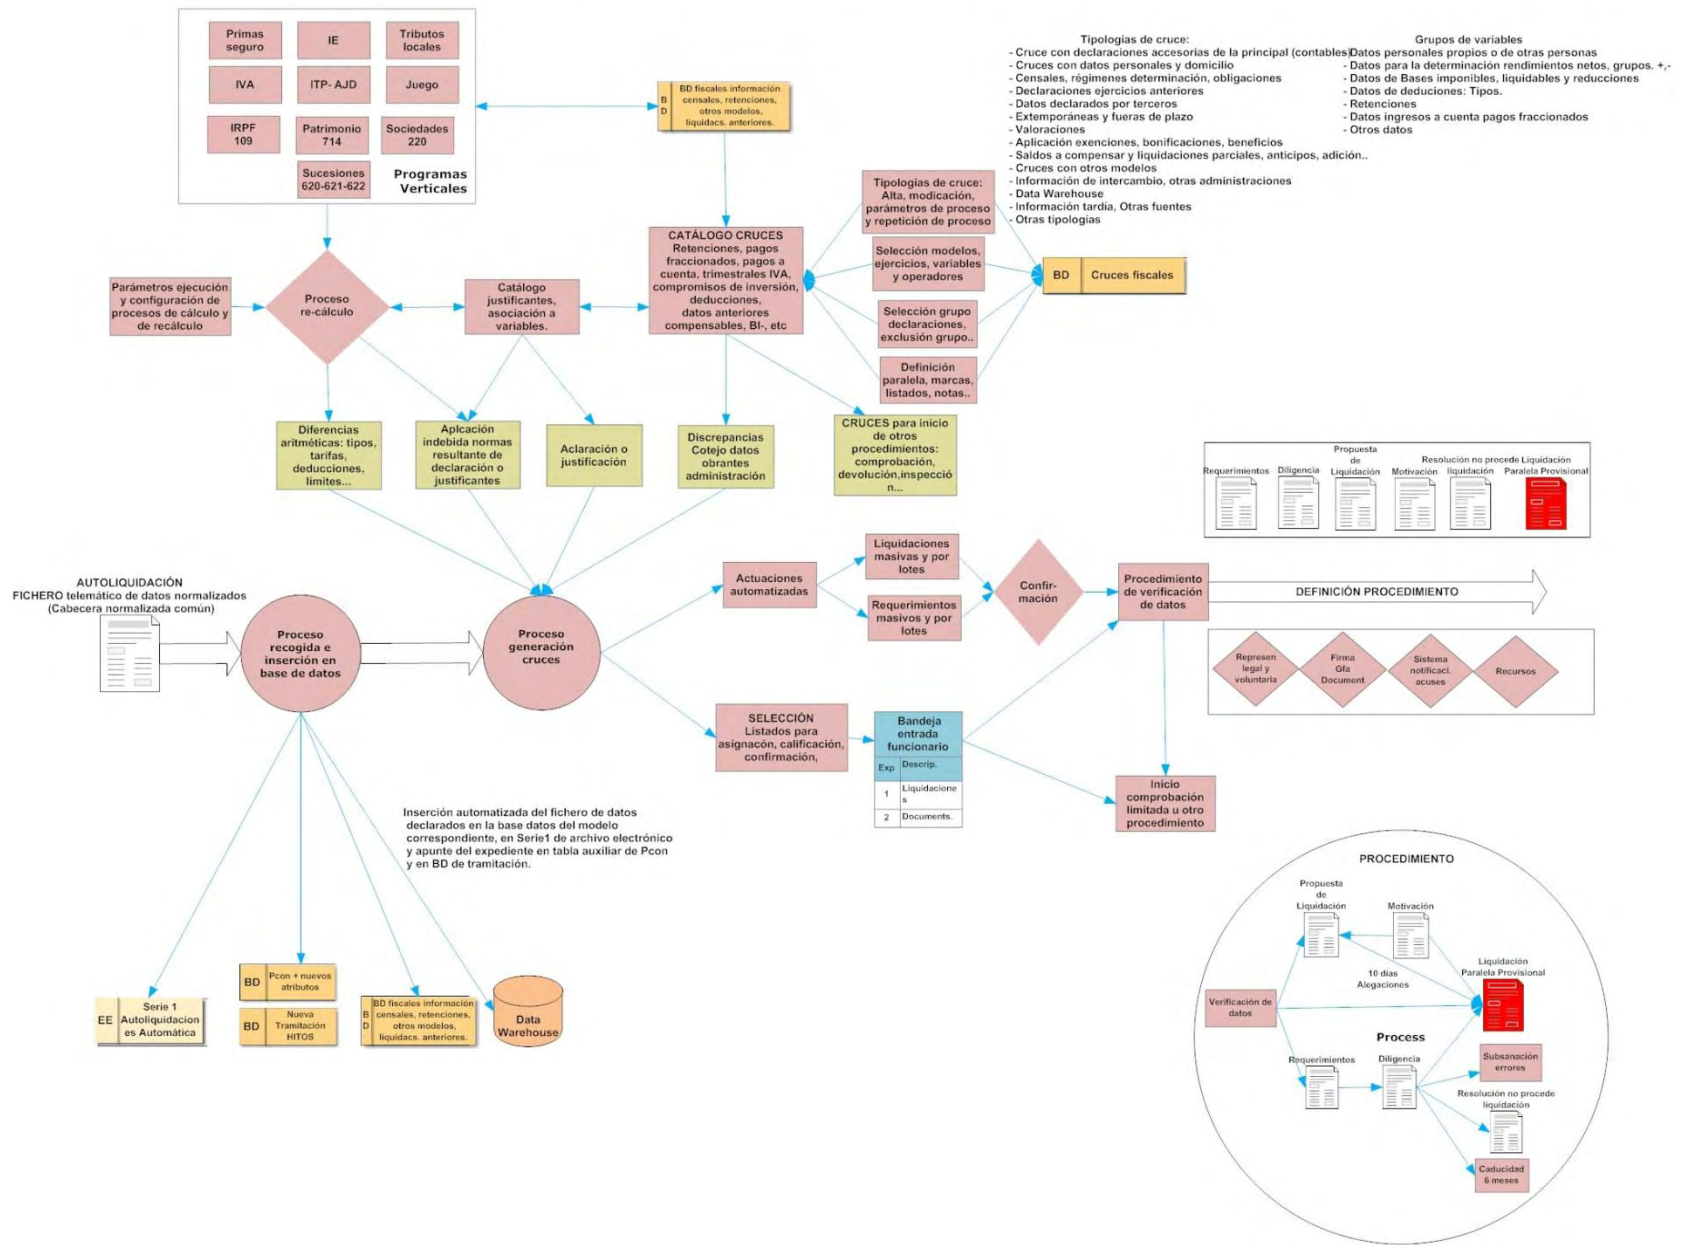 Primas
seguro
IE
Tributos
locales
IVA
ITP- AJD
Juego
IRPF
109
Patrimonio
714
Sociedades
220
Sucesiones
620-621-622
Programas
Verticales
B
D
BD fiscales información
censales, retenciones,
otros modelos,
liquidacs. anteriores.
Tipologías de cruce:
- Cruce con declaraciones accesorias de la principal (contables)
- Cruces con datos personales y domicilio
- Censales, régimenes determinación, obligaciones
- Declaraciones ejercicios anteriores
- Datos declarados por terceros
- Extemporáneas y fueras de plazo
- Valoraciones
- Aplicación exenciones, bonificaciones, beneficios
- Saldos a compensar y liquidaciones parciales, anticipos, adición..
- Cruces con otros modelos
- Información de intercambio, otras administraciones
- Data Warehouse
- Información tardía, Otras fuentes
- Otras tipologías
Grupos de variables
Datos personales propios o de otras personas
- Datos para la determinación rendimientos netos, grupos. +,-
- Datos de Bases imponibles, liquidables y reducciones
- Datos de deduciones: Tipos.
- Retenciones
- Datos ingresos a cuenta pagos fraccionados
- Otros datos
Parámetros ejecución
y configuración de
procesos de cálculo y
de recálculo
Proceso
re-cálculo
Catálogo
justificantes,
asociación a
variables.
CATÁLOGO CRUCES
Retenciones, pagos
fraccionados, pagos a
cuenta, trimestrales IVA,
compromisos de inversión,
deducciones,
datos anteriores
compensables, BI-, etc
Tipologías de cruce:
Alta, modicación,
parámetros de proceso
y repetición de proceso
Selección modelos,
ejercicios, variables
y operadores
Selección grupo
declaraciones,
exclusión grupo..
Definición
paralela, marcas,
listados, notas..
BD
Cruces fiscales
Diferencias
aritméticas: tipos,
tarifas,
deducciones,
límites...
Aplcación
indebida normas
resultante de
declaración o
justificantes
Aclaración o
justificación
Discrepancias
Cotejo datos
obrantes
administración
CRUCES para inicio
de otros
procedimientos:
comprobación,
devolución,inspecció
n...
Requerimientos
Diligencia
Propuesta
de
Liquidación
Motivación
Resolución no procede
liquidación
Liquidación
Paralela Provisional
AUTOLIQUIDACIÓN
FICHERO telemático de datos normalizados
(Cabecera normalizada común)
Proceso
recogida e
inserción en
base de datos
Proceso
generación
cruces
Actuaciones
automatizadas
Liquidaciones
masivas y por
lotes
Requerimientos
masivos y por
lotes
Confir-
mación
Procedimiento
de verificación
de datos
DEFINICIÓN PROCEDIMIENTO
Represen
legal y
voluntaria
Firma
Gfa
Document
Sistema
notificaci.
acuses
Recursos
SELECCIÓN
Listados para
asignacón, calificación,
confirmación,
Bandeja
entrada
funcionario
Exp
Descrip.
1
Liquidacione
s
2
Documents.
Inicio
comprobación
limitada u otro
procedimiento
Inserción automatizada del fichero de datos
declarados en la base datos del modelo
correspondiente, en Serie1 de archivo electrónico
y apunte del expediente en tabla auxiliar de Pcon
y en BD de tramitación.
EE
Serie 1
Autoliquidacion
es Automática
BD
Pcon + nuevos
atributos
BD
Nueva
Tramitación
HITOS
B
D
BD fiscales información
censales, retenciones,
otros modelos,
liquidacs. anteriores.
Data
Warehouse
PROCEDIMIENTO
Propuesta
de
Liquidación
Motivación
10 días
Alegaciones
Liquidación
Paralela Provisional
Verificación de
datos
Process
Requerimientos
Diligencia
Subsanación
errores
Resolución no procede
liquidación
Caducidad
6 meses